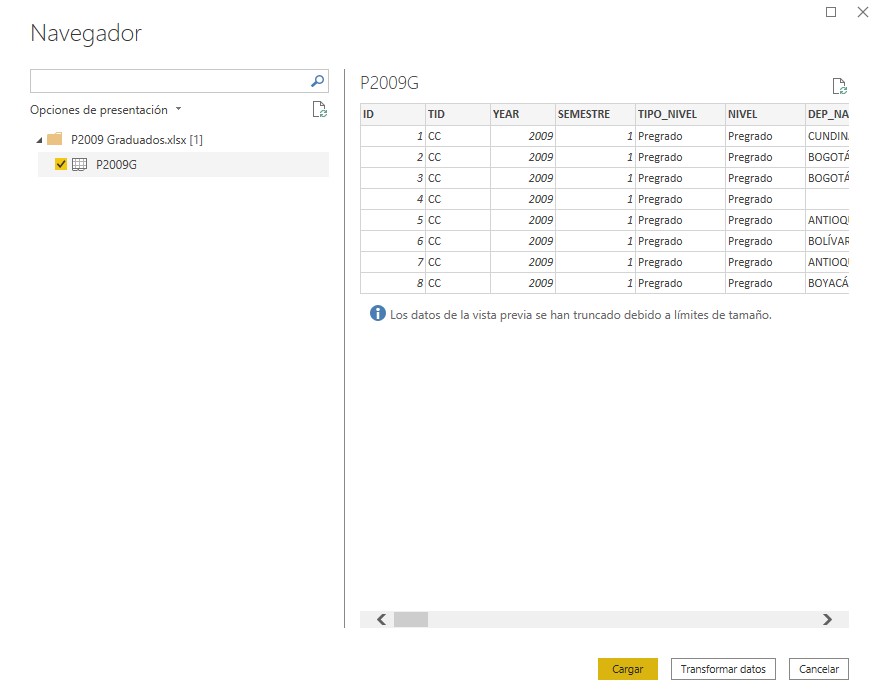 Navegador
Opciones de presentación
P2009 Graduados.xlsx [1]
P2009G
P2009G
ID TID YEAR SEMESTRE TIPO_NIVEL NIVEL DEP_NA
1 CC 2009 1 Pregrado Pregrado CUNDIN
2 CC 2009 1 Pregrado Pregrado BOGOTÁ
3 CC 2009 1 Pregrado Pregrado BOGOTÁ
4 CC 2009 1 Pregrado Pregrado
5 CC 2009 1 Pregrado Pregrado ANTIOQ
6 CC 2009 1 Pregrado Pregrado BOLÍVAR
7 CC 2009 1 Pregrado Pregrado ANTIOQ
8 CC 2009 1 Pregrado Pregrado BOYACÁ
Los datos de la vista previa se han truncado debido a límites de tamaño.
Cargar Transformar datos Cancelar